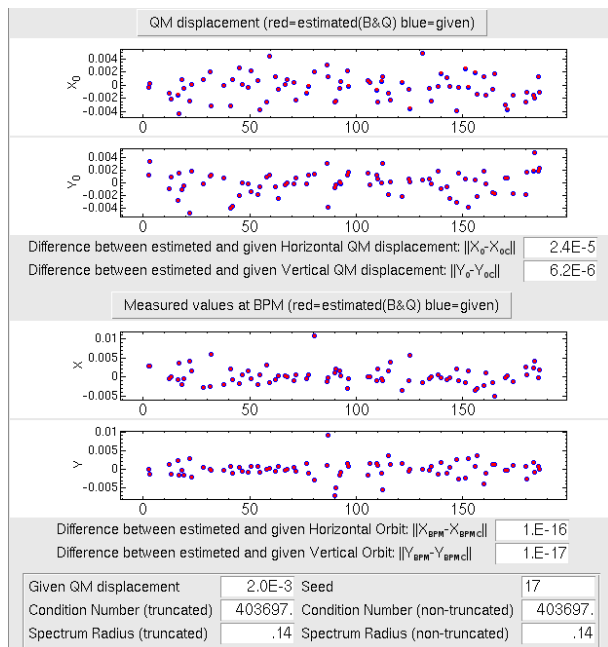 QM displacement (red=estimated(B&Q) blue=given)
0.004
0.002
0
-0.002
-0.004
X0
0 50 100 150
0.004
0.002
0
-0.002
-0.004
Y0
0 50 100 150
Difference between estimeted and given Horizontal QM displacement: ||X0-X0C|| 2.4E-5
Difference between estimeted and given Vertical QM displacement: ||Y0-Y0C|| 6.2E-6
Measured values at BPM (red=estimated(B&Q) blue=given)
0.01
0.005
0
-0.005
X
0 50 100 150
0.01
0.005
0
-0.005
Y
0 50 100 150
Difference between estimeted and given Horizontal Orbit: ||XBPM-XBPMC|| 1.E-16
Difference between estimeted and given Vertical Orbit: ||YBPM-YBPMC|| 1.E-17
Given QM displacement 2.0E-3 Seed 17
Condition Number (truncated) 403697. Condition Number (non-truncated) 403697.
Spectrum Radius (truncated) .14 Spectrum Radius (non-truncated) .14